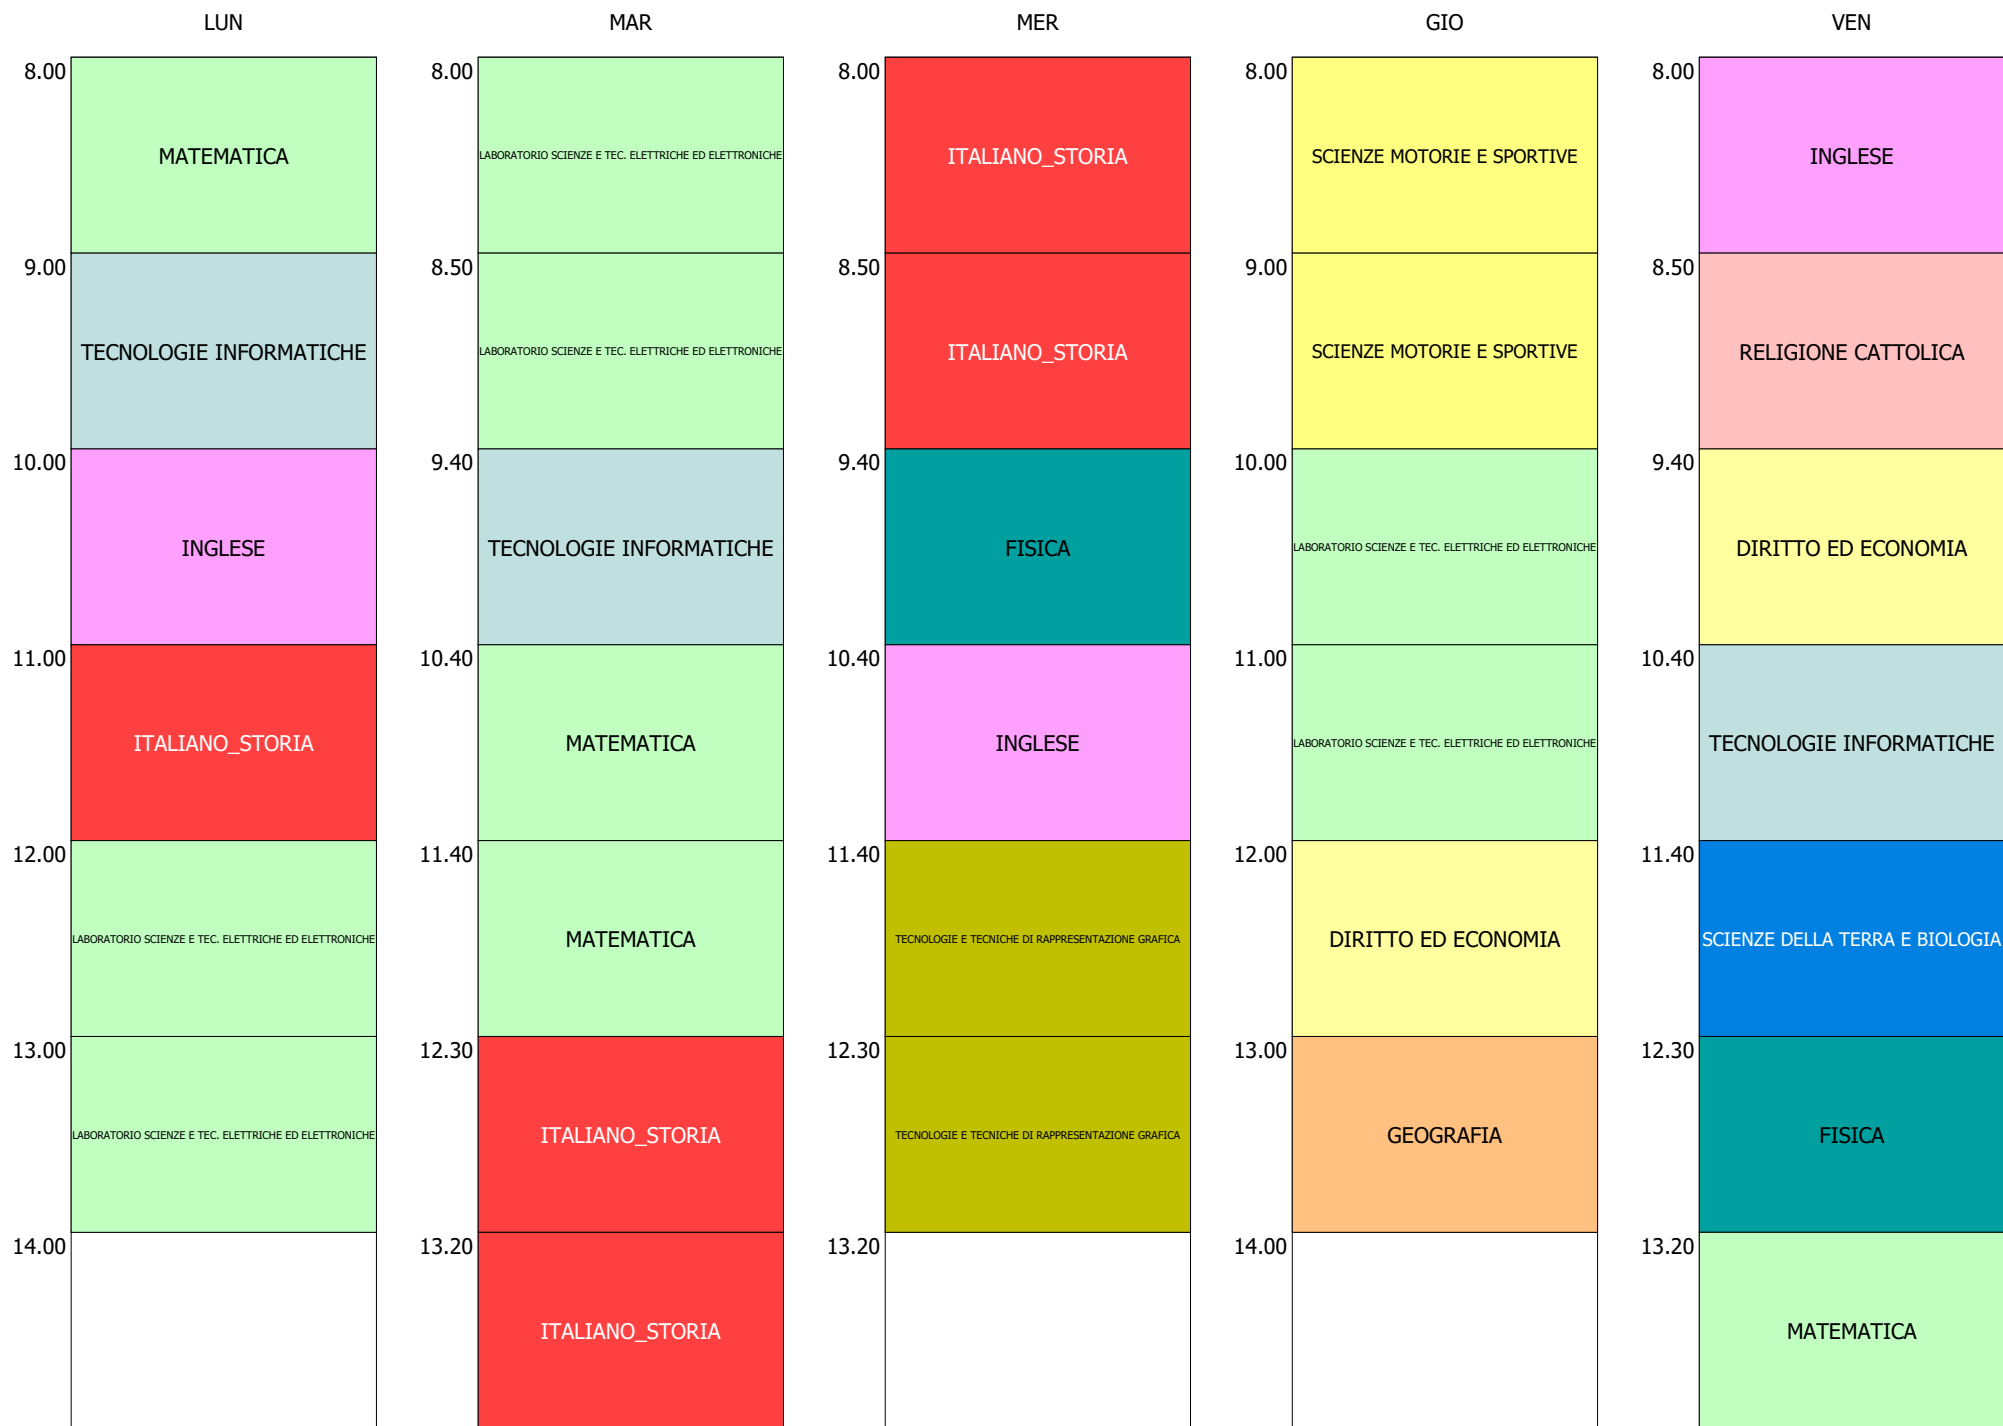 LUN MAR MER GIO VEN
8.00 8.00 8.00 8.00 8.00
MATEMATICA LABORATORIO SCIENZE E TEC. ELETTRICHE ED ELETTRONICHE ITALIANO_STORIA SCIENZE MOTORIE E SPORTIVE INGLESE
9.00 8.50 8.50 9.00 8.50
TECNOLOGIE INFORMATICHE LABORATORIO SCIENZE E TEC. ELETTRICHE ED ELETTRONICHE ITALIANO_STORIA SCIENZE MOTORIE E SPORTIVE RELIGIONE CATTOLICA
10.00 9.40 9.40 10.00 9.40
INGLESE TECNOLOGIE INFORMATICHE FISICA LABORATORIO SCIENZE E TEC. ELETTRICHE ED ELETTRONICHE DIRITTO ED ECONOMIA
11.00 10.40 10.40 11.00 10.40
ITALIANO_STORIA MATEMATICA INGLESE LABORATORIO SCIENZE E TEC. ELETTRICHE ED ELETTRONICHE TECNOLOGIE INFORMATICHE
12.00 11.40 11.40 12.00 11.40
LABORATORIO SCIENZE E TEC. ELETTRICHE ED ELETTRONICHE MATEMATICA TECNOLOGIE E TECNICHE DI RAPPRESENTAZIONE GRAFICA DIRITTO ED ECONOMIA SCIENZE DELLA TERRA E BIOLOGIA
13.00 12.30 12.30 13.00 12.30
LABORATORIO SCIENZE E TEC. ELETTRICHE ED ELETTRONICHE ITALIANO_STORIA TECNOLOGIE E TECNICHE DI RAPPRESENTAZIONE GRAFICA GEOGRAFIA FISICA
14.00 13.20 13.20 14.00 13.20
ITALIANO_STORIA MATEMATICA